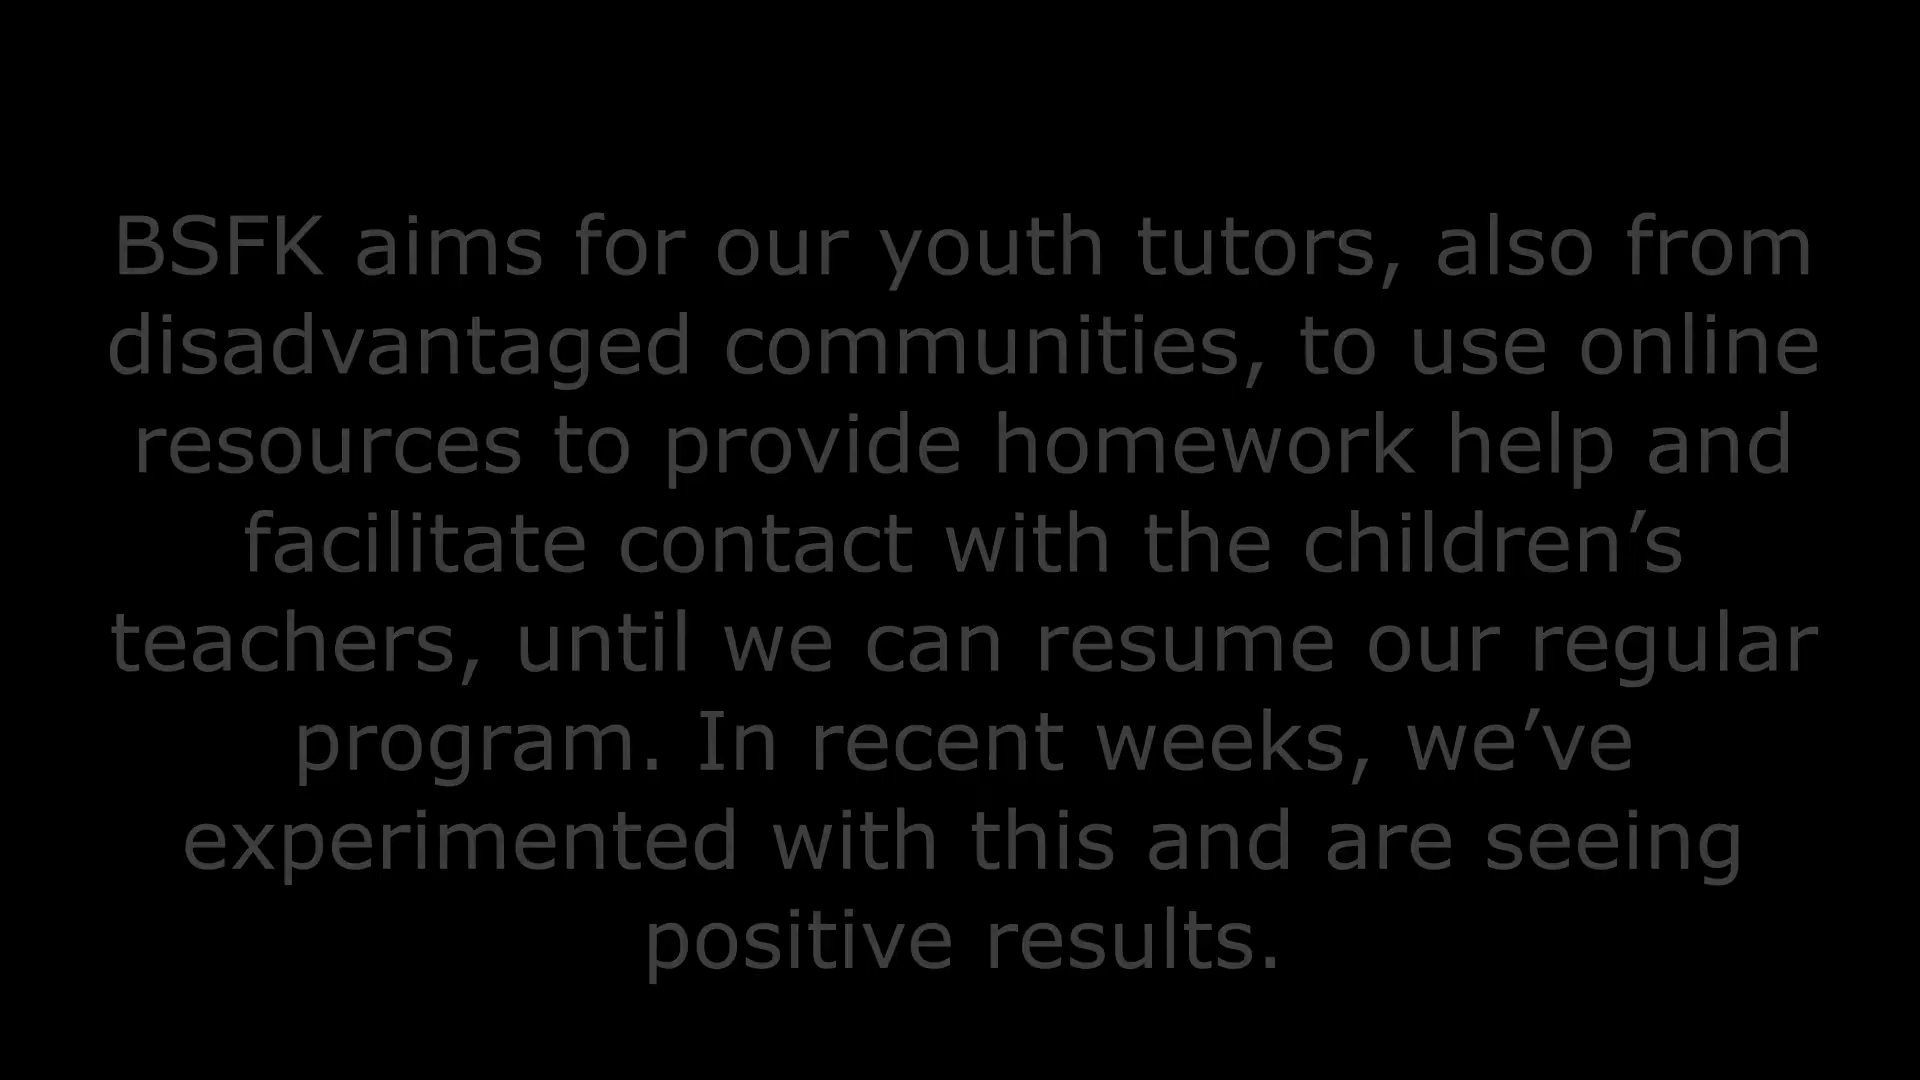 BSFK aims for our youth tutors, also from
disadvantaged communities, to use online
resources to provide homework help and
facilitate contact with the children’s
teachers, until we can resume our regular
program. In recent weeks, we’ve
experimented with this and are seeing
positive results.